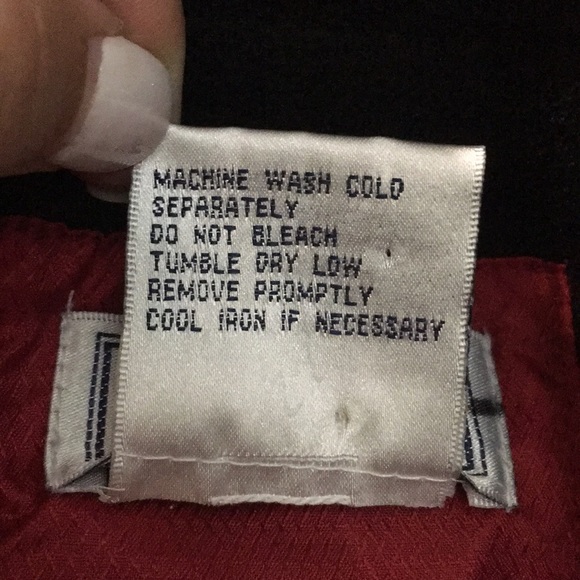 MACHINE WASH COLD
SEPARATELY
DO NOT BLEACH
TUMBLE DRY LOW
REMOVE PROMPTLY
COOL IRON IF NECESSARY